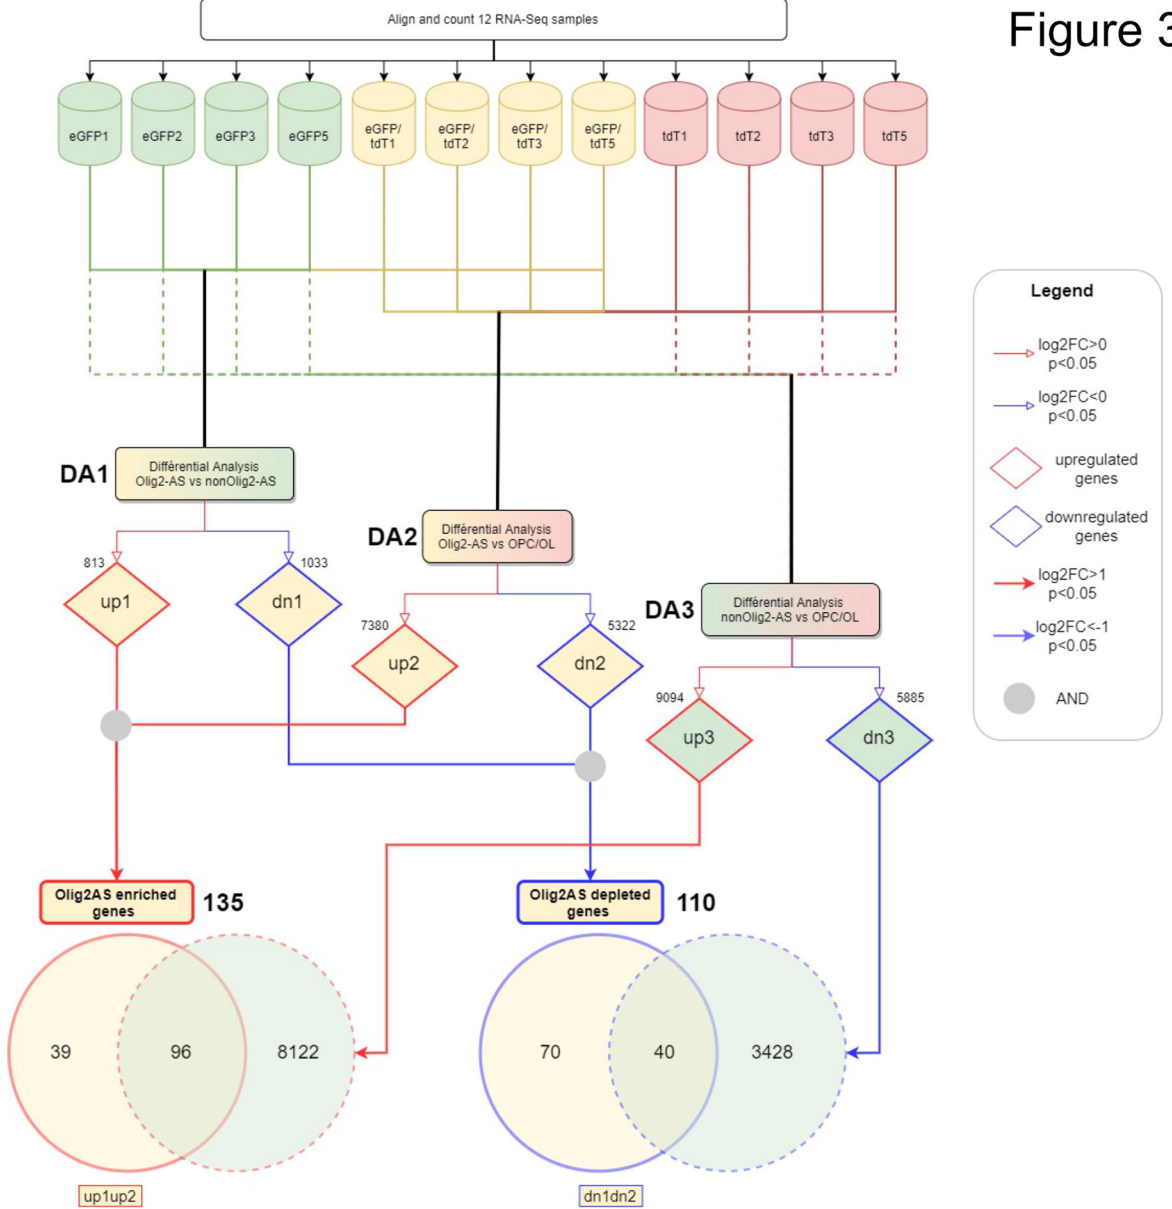 Align and count 12 RNA-Seq samples
Figure 3
eGFP1
eGFP2
eGFP3
eGFP5
eGFP/
tdT1
eGFP/
tdT2
eGFP/
tdT3
eGFP/
tdT5
tdT1
tdT2
tdT3
tdT5
Legend
log2FC>0
p<0.05
log2FC<0
p<0.05
upregulated
genes
downregulated
genes
log2FC>1
p<0.05
log2FC<-1
p<0.05
AND
DA1
Différential Analysis
Olig2-AS vs nonOlig2-AS
DA2
Différential Analysis
Olig2-AS vs OPC/OL
DA3
Différential Analysis
nonOlig2-AS vs OPC/OL
813
up1
1033
dn1
7380
up2
5322
dn2
9094
up3
5885
dn3
Olig2AS enriched
genes
135
Olig2AS depleted
genes
110
39
96
8122
70
40
3428
up1up2
dn1dn2